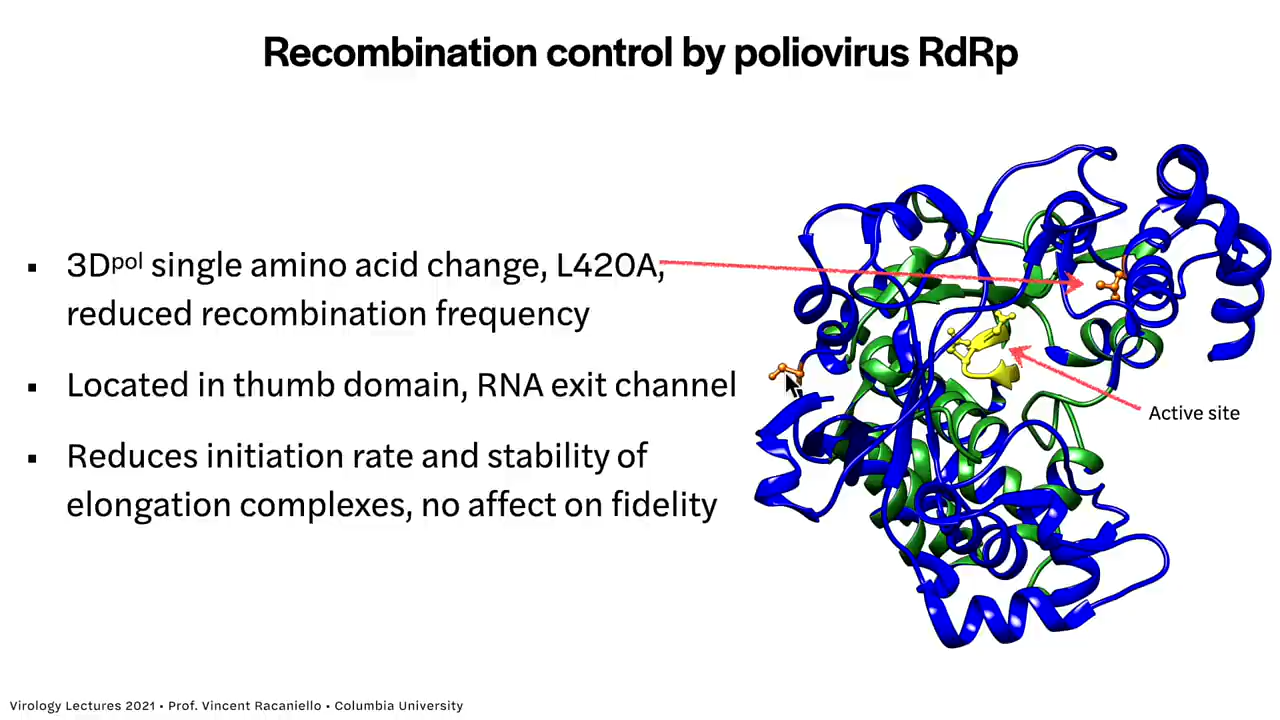 Recombination control by poliovirus RdRp
▪ 3Dpol single amino acid change, L420A,
reduced recombination frequency
▪ Located in thumb domain, RNA exit channel
▪ Reduces initiation rate and stability of
elongation complexes, no affect on fidelity
Active site
Virology Lectures 2021 • Prof. Vincent Racaniello • Columbia University